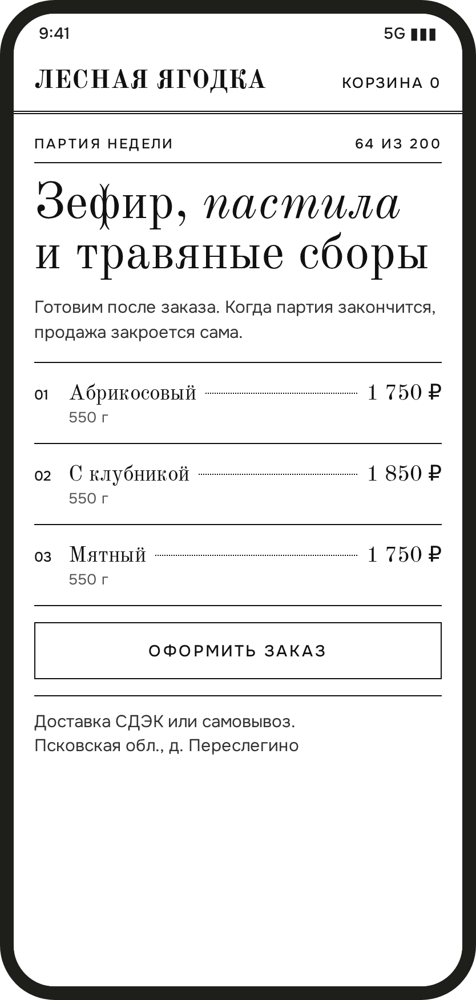 9:41 5G
ЛЕСНАЯ ЯГОДКА КОРЗИНА 0
ПАРТИЯ НЕДЕЛИ 64 ИЗ 200
Зефир, пастила
и травяные сборы
Готовим после заказа. Когда партия закончится,
продажа закроется сама.
01 Абрикосовый 1 750 ₽
550 г
02 С клубникой 1 850 ₽
550 г
03 Мятный 1 750 ₽
550 г
ОФОРМИТЬ ЗАКАЗ
Доставка СДЭК или самовывоз.
Псковская обл., д. Переслегино